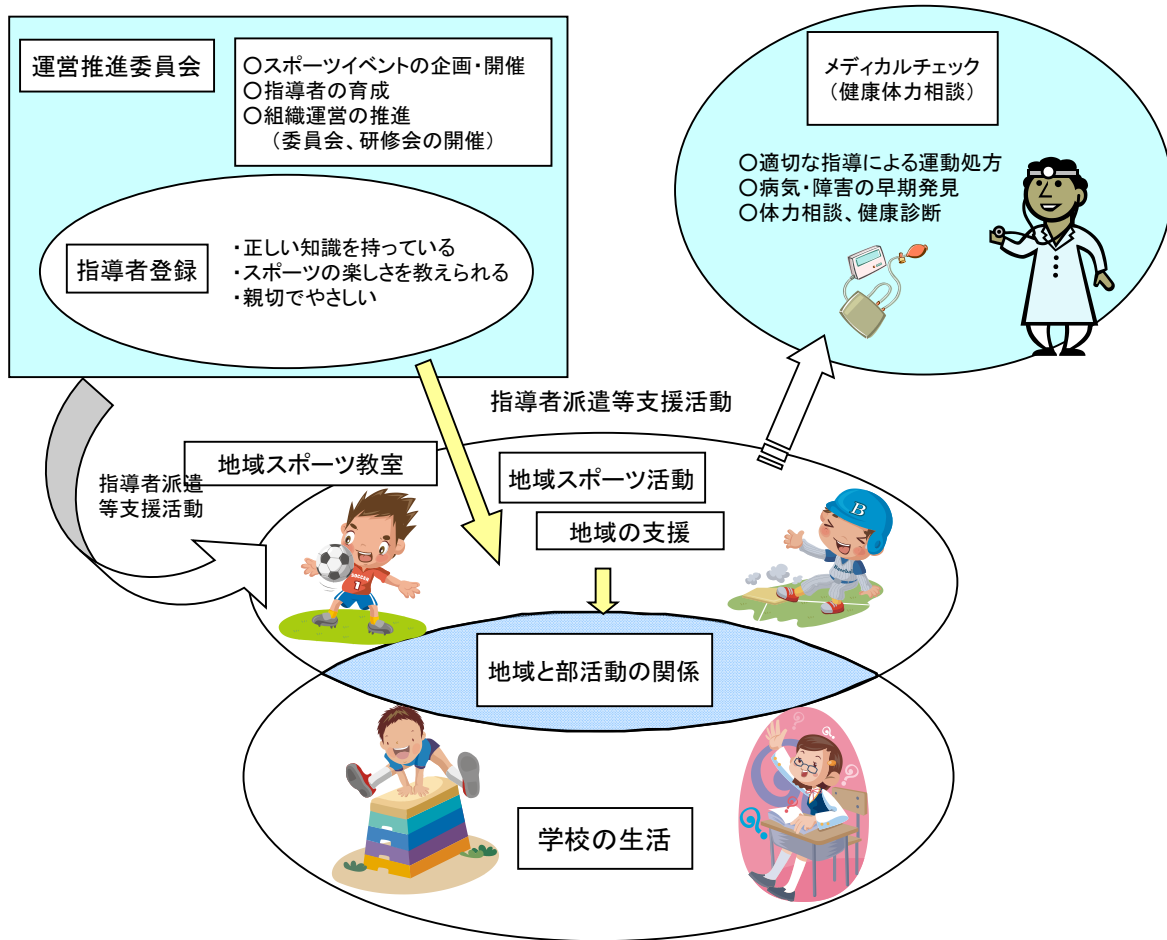 運営推進委員会
○スポーツイベントの企画・開催
○指導者の育成
○組織運営の推進
（委員会、研修会の開催）
指導者登録
・正しい知識を持っている
・スポーツの楽しさを教えられる
・親切でやさしい
メディカルチェック
（健康体力相談）
○適切な指導による運動処方
○病気・障害の早期発見
○体力相談、健康診断
指導者派遣等支援活動
指導者派遣
等支援活動
地域スポーツ教室
地域スポーツ活動
地域の支援
SOCCER
1
B
Baseball
地域と部活動の関係
学校の生活